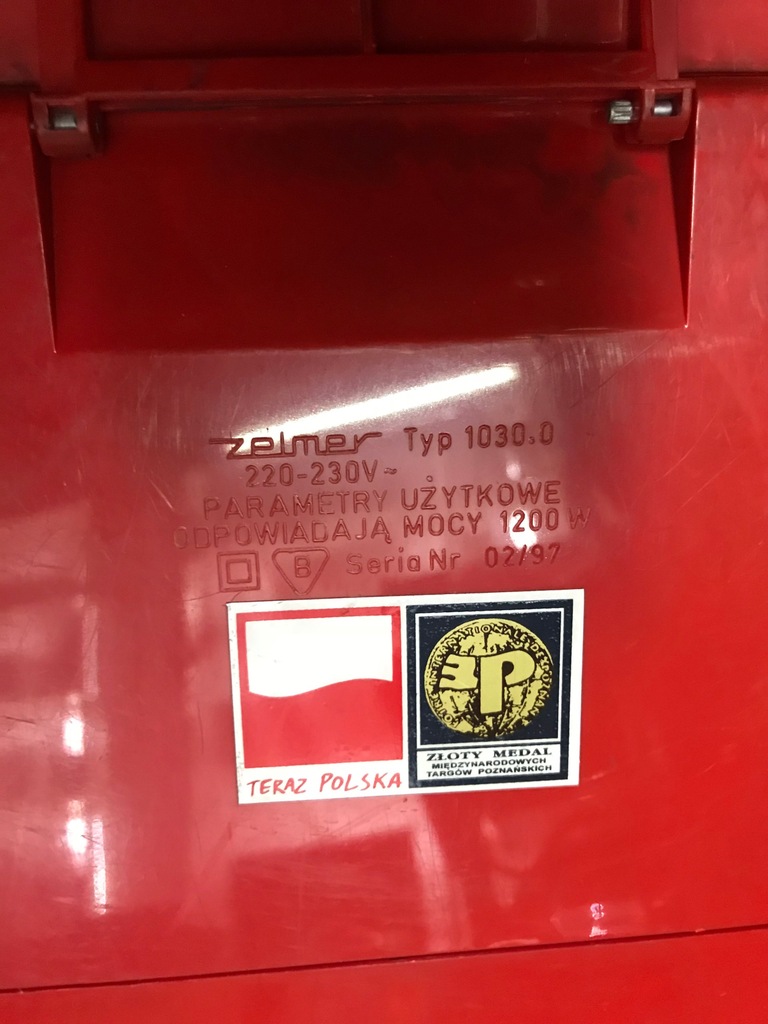 zelmer Typ 1030.0
220-230V~
PARAMETRY UŻYTKOWE
ODPOWIADAJĄ MOCY 1200 W
B Seria Nr 02/97
TERAZ POLSKA
ZŁOTY MEDAL
MIĘDZYNARODOWYCH
TARGÓW POZNAŃSKICH